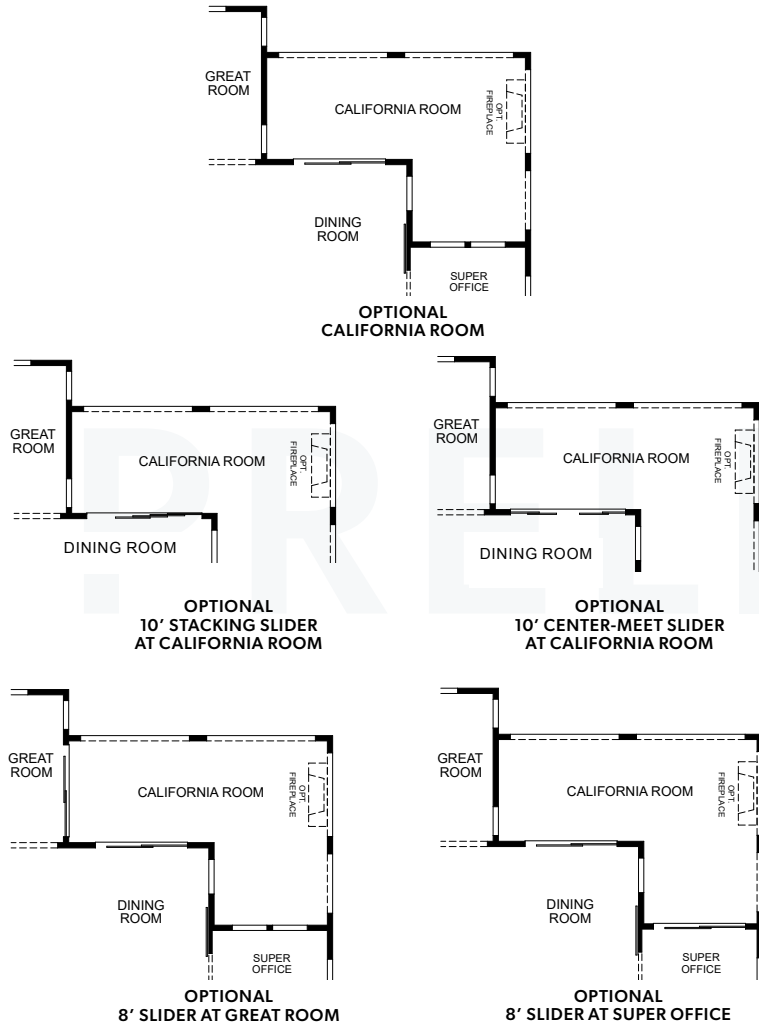 GREAT
ROOM
CALIFORNIA ROOM
OPT.
FIREPLACE
DINING
ROOM
SUPER
OFFICE
OPTIONAL
CALIFORNIA ROOM
GREAT
ROOM
CALIFORNIA ROOM
OPT.
FIREPLACE
DINING ROOM
OPTIONAL
10’ STACKING SLIDER
AT CALIFORNIA ROOM
GREAT
ROOM
CALIFORNIA ROOM
OPT.
FIREPLACE
DINING ROOM
OPTIONAL
10’ CENTER-MEET SLIDER
AT CALIFORNIA ROOM
GREAT
ROOM
CALIFORNIA ROOM
OPT.
FIREPLACE
DINING
ROOM
SUPER
OFFICE
OPTIONAL
8’ SLIDER AT GREAT ROOM
GREAT
ROOM
CALIFORNIA ROOM
OPT.
FIREPLACE
DINING
ROOM
SUPER
OFFICE
OPTIONAL
8’ SLIDER AT SUPER OFFICE
PRELI